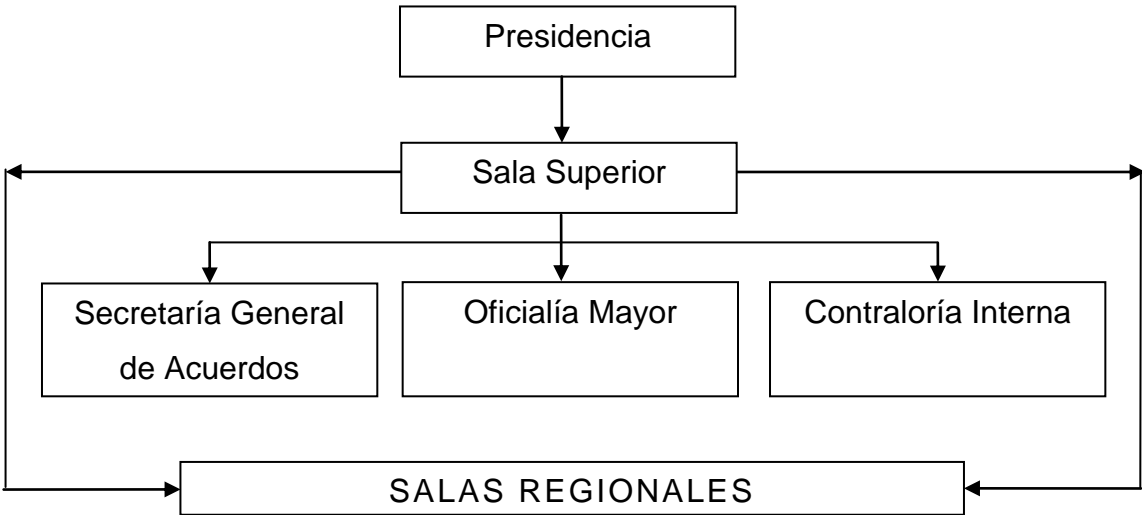 Presidencia
Sala Superior
Secretaría General
de Acuerdos
Oficialía Mayor
Contraloría Interna
SALAS REGIONALES